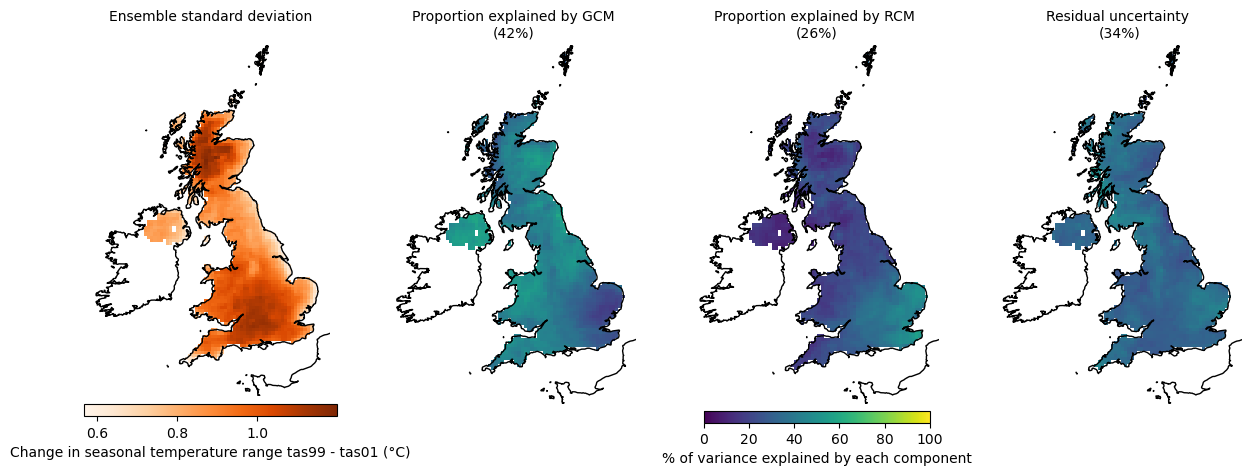 Ensemble standard deviation
Proportion explained by GCM
(42%)
Proportion explained by RCM
(26%)
Residual uncertainty
(34%)
0.6 0.8 1.0
Change in seasonal temperature range tas99 - tas01 (°C)
0 20 40 60 80 100
% of variance explained by each component